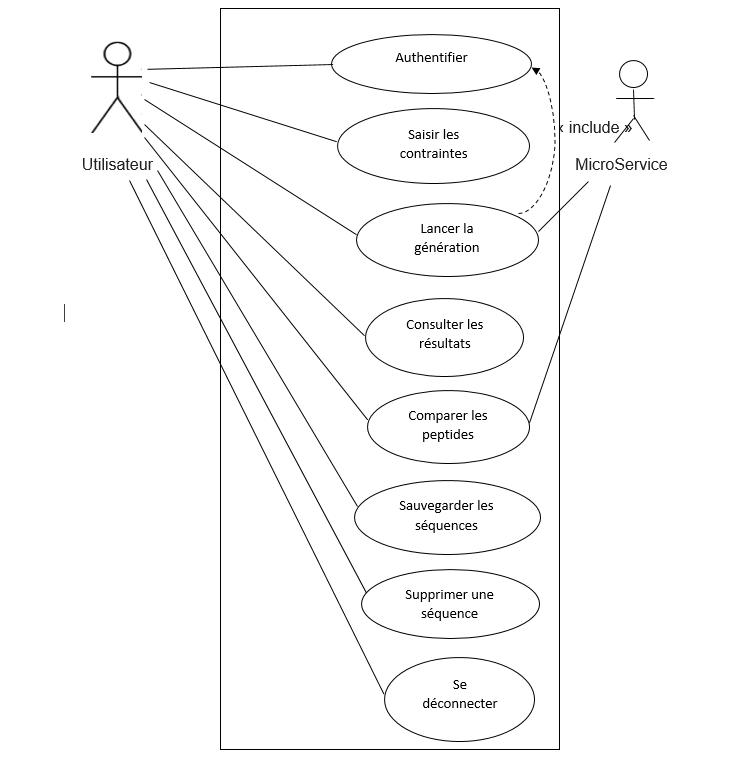 Authentifier
« include »
Utilisateur
MicroService
Saisir les
contraintes
Lancer la
génération
Consulter les
résultats
Comparer les
peptides
Sauvegarder les
séquences
Supprimer une
séquence
Se
déconnecter